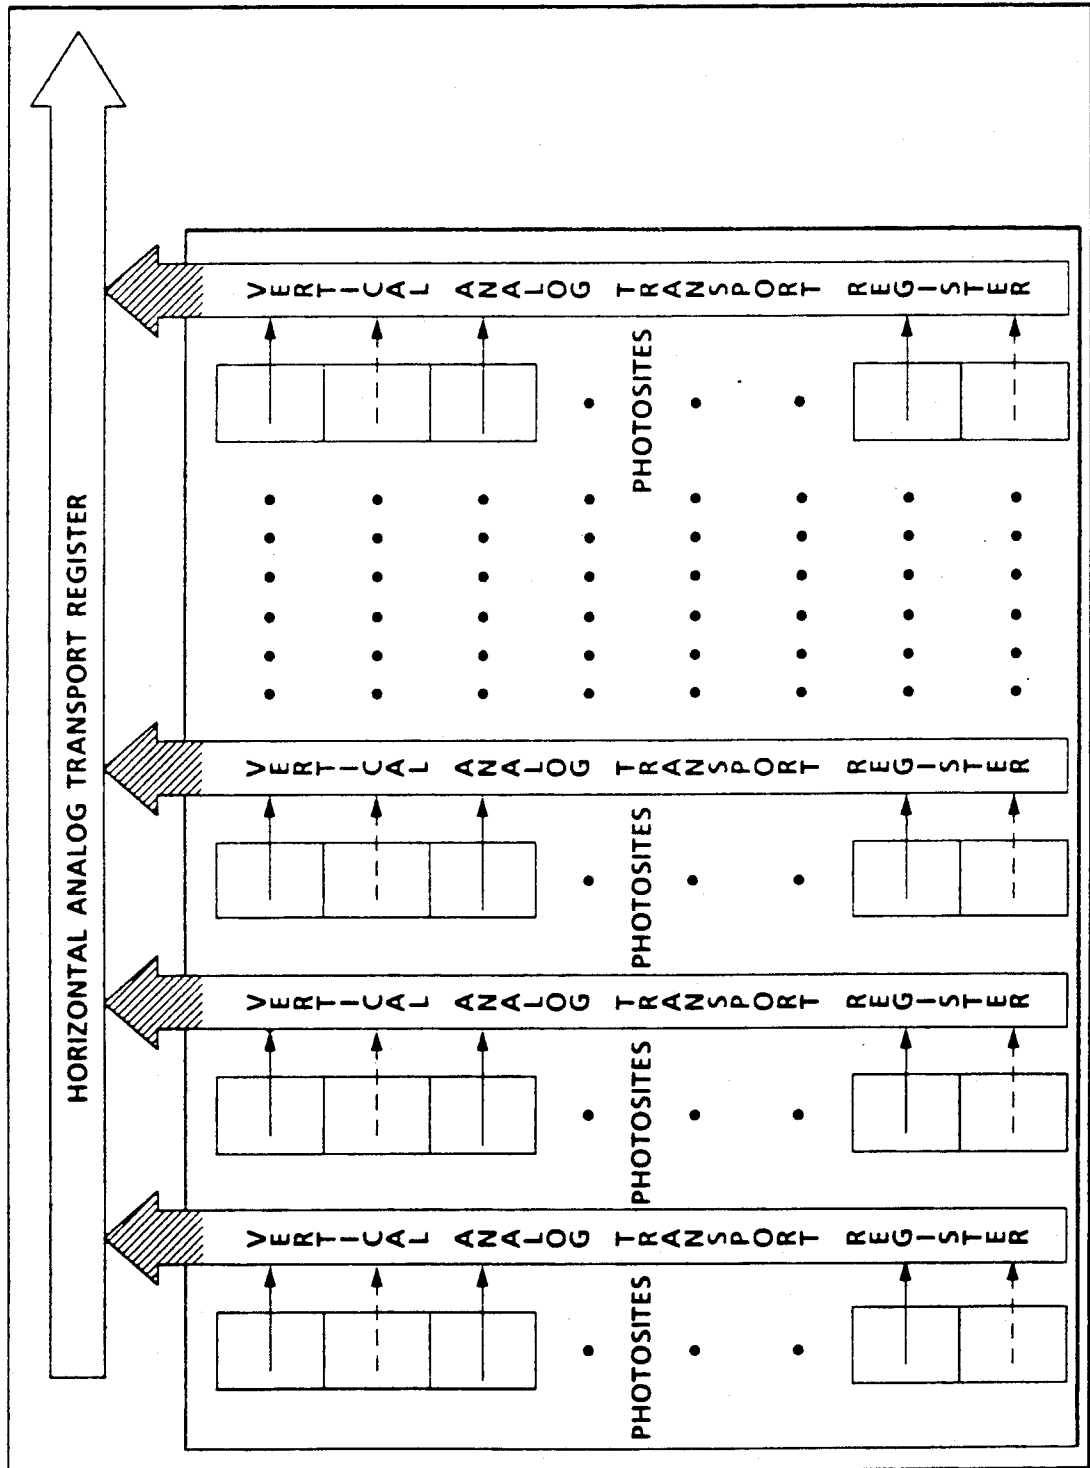 HORIZONTAL ANALOG TRANSPORT REGISTER
VERTICAL ANALOG TRANSPORT REGISTER
VERTICAL ANALOG TRANSPORT REGISTER
VERTICAL ANALOG TRANSPORT REGISTER
VERTICAL ANALOG TRANSPORT REGISTER
PHOTOSITES
PHOTOSITES
PHOTOSITES
PHOTOSITES